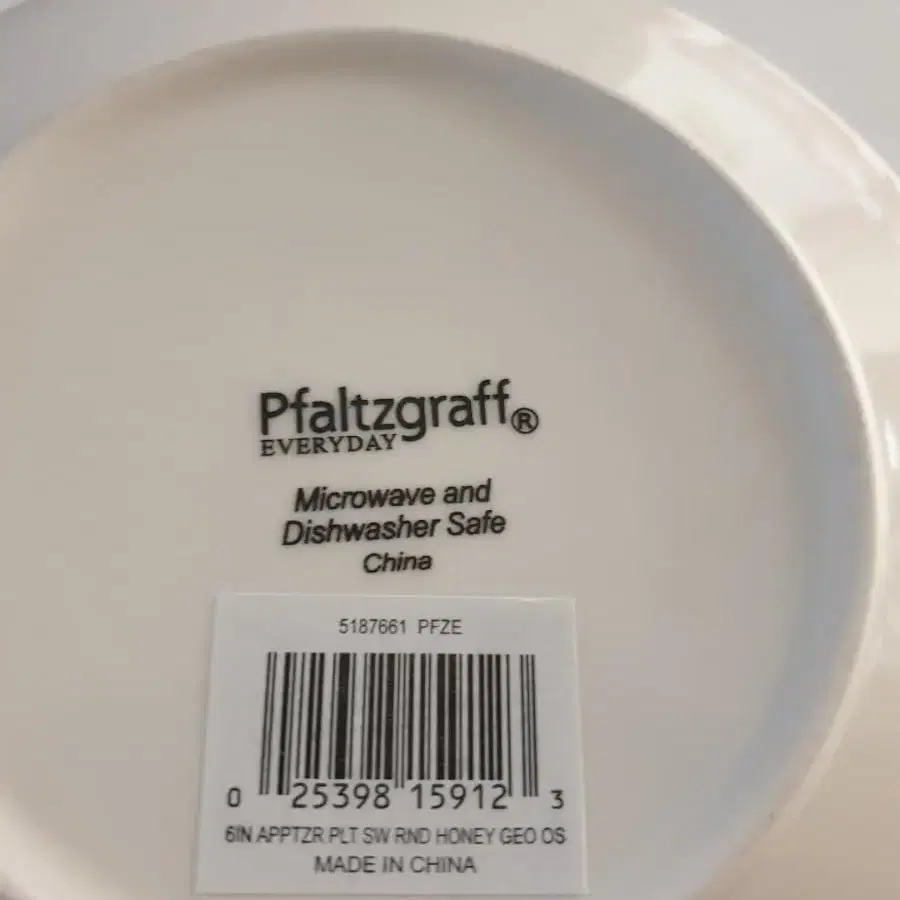 Pfaltzgraff®
EVERYDAY
Microwave and
Dishwasher Safe
China
5187661 PFZE
0 25398 15912 3
6IN APPTZR PLT SW RND HONEY GEO OS
MADE IN CHINA